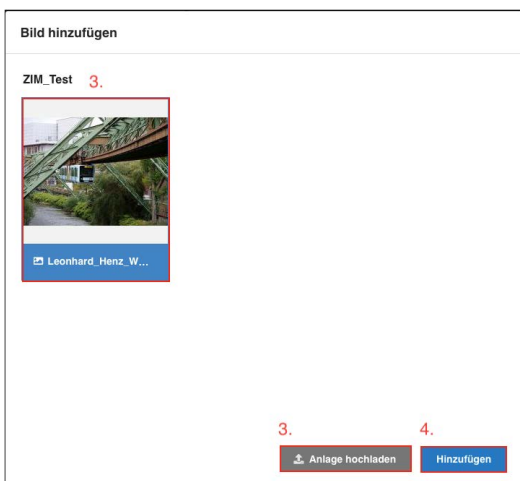 Bild hinzufügen
ZIM_Test 3.
Leonhard_Henz_W...
3. 4.
Anlage hochladen Hinzufügen